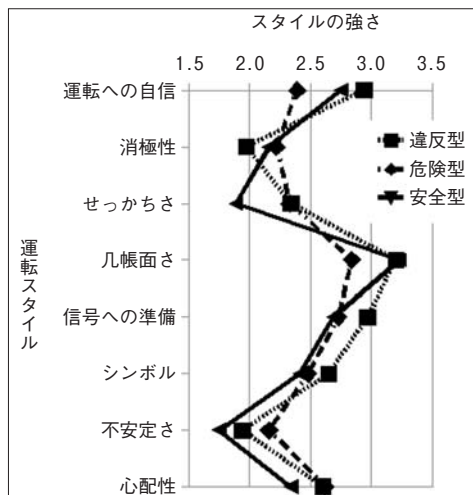 スタイルの強さ
1.5 2.0 2.5 3.0 3.5
運転への自信
消極性
せっかちさ
几帳面さ
信号への準備
シンボル
不安定さ
心配性
運転スタイル
違反型
危険型
安全型